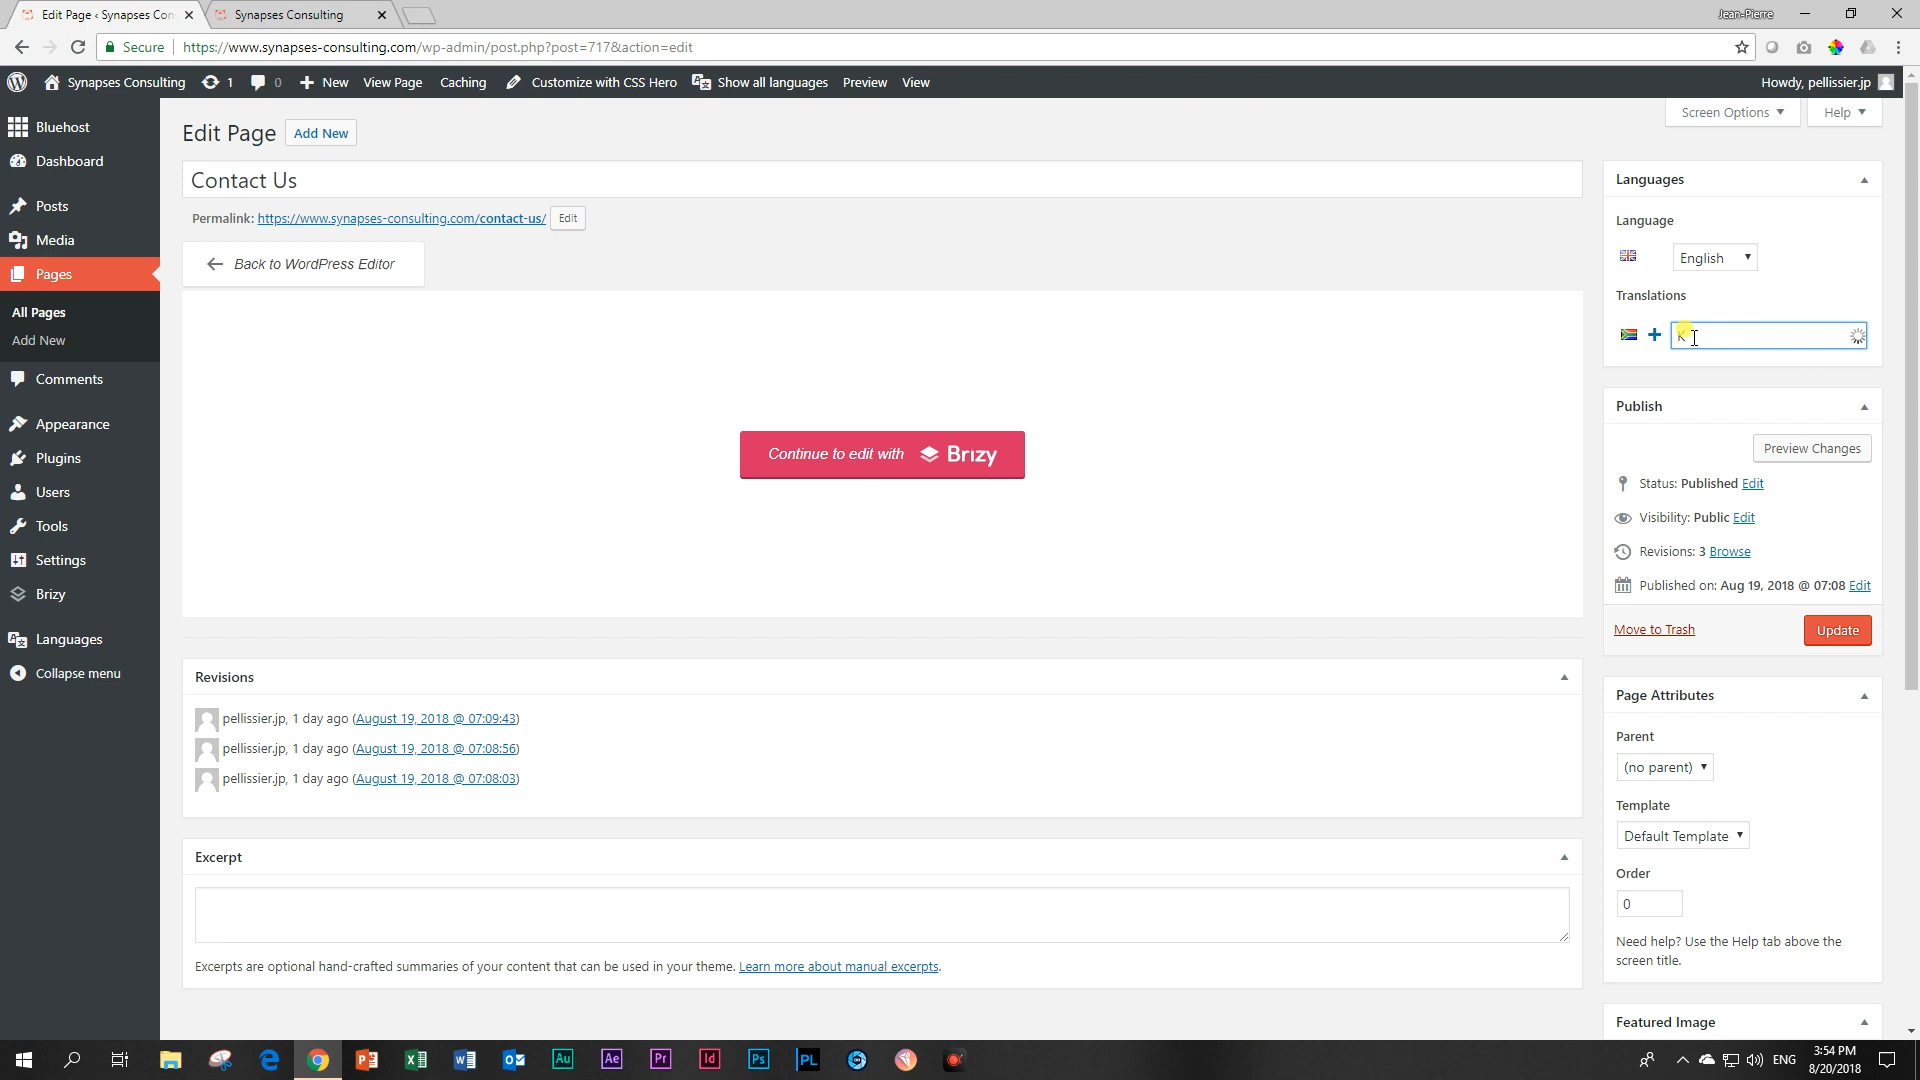 Edit Page ‹ Synapses Con
Synapses Consulting
Jean-Pierre
Secure
https://www.synapses-consulting.com/wp-admin/post.php?post=717&action=edit
Synapses Consulting
1
0
New
View Page
Caching
Customize with CSS Hero
Show all languages
Preview
View
Howdy, pellissier.jp
Bluehost
Dashboard
Posts
Media
Pages
All Pages
Add New
Comments
Appearance
Plugins
Users
Tools
Settings
Brizy
Languages
Collapse menu
Screen Options
Help
Edit Page
Add New
Contact Us
Permalink: https://www.synapses-consulting.com/contact-us/
Edit
Back to WordPress Editor
Continue to edit with Brizy
Revisions
pellissier.jp, 1 day ago (August 19, 2018 @ 07:09:43)
pellissier.jp, 1 day ago (August 19, 2018 @ 07:08:56)
pellissier.jp, 1 day ago (August 19, 2018 @ 07:08:03)
Excerpt
Excerpts are optional hand-crafted summaries of your content that can be used in your theme. Learn more about manual excerpts.
Languages
Language
English
Translations
K
Publish
Preview Changes
Status: Published Edit
Visibility: Public Edit
Revisions: 3 Browse
Published on: Aug 19, 2018 @ 07:08 Edit
Move to Trash
Update
Page Attributes
Parent
(no parent)
Template
Default Template
Order
0
Need help? Use the Help tab above the
screen title.
Featured Image
Au
Ae
Pr
Id
Ps
PL
ENG
3:54 PM
8/20/2018